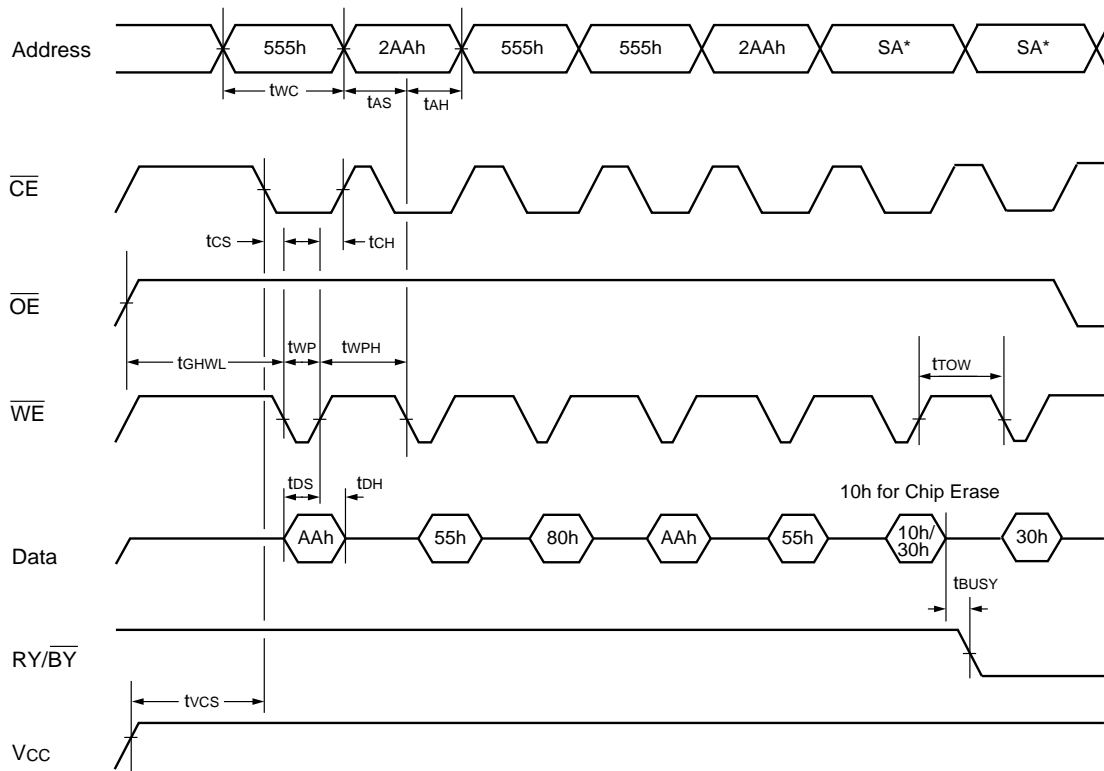 Address 555h 2AAh 555h 555h 2AAh SA* SA*
tWC tAS tAH
CE
tCS tCH
OE
tGHWL tWP tWPH tTOW
WE
tDS tDH
10h for Chip Erase
Data AAh 55h 80h AAh 55h 10h/ 30h
30h
tBUSY
RY/BY
tVCS
VCC